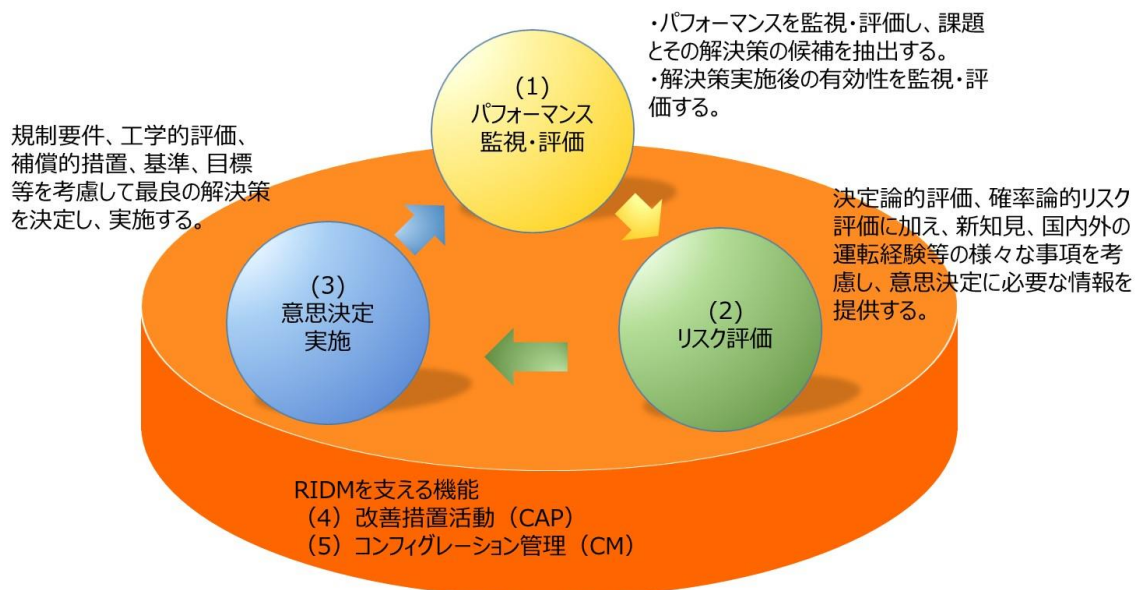 ・パフォーマンスを監視・評価し、課題
とその解決策の候補を抽出する。
・解決策実施後の有効性を監視・評
価する。
(1)
パフォーマンス
監視・評価
規制要件、工学的評価、
補償的措置、基準、目標
等を考慮して最良の解決策
を決定し、実施する。
決定論的評価、確率論的リスク
評価に加え、新知見、国内外の
運転経験等の様々な事項を考
慮し、意思決定に必要な情報を
提供する。
(2)
リスク評価
(3)
意思決定
実施
RIDMを支える機能
（4）改善措置活動（CAP）
（5）コンフィグレーション管理（CM）